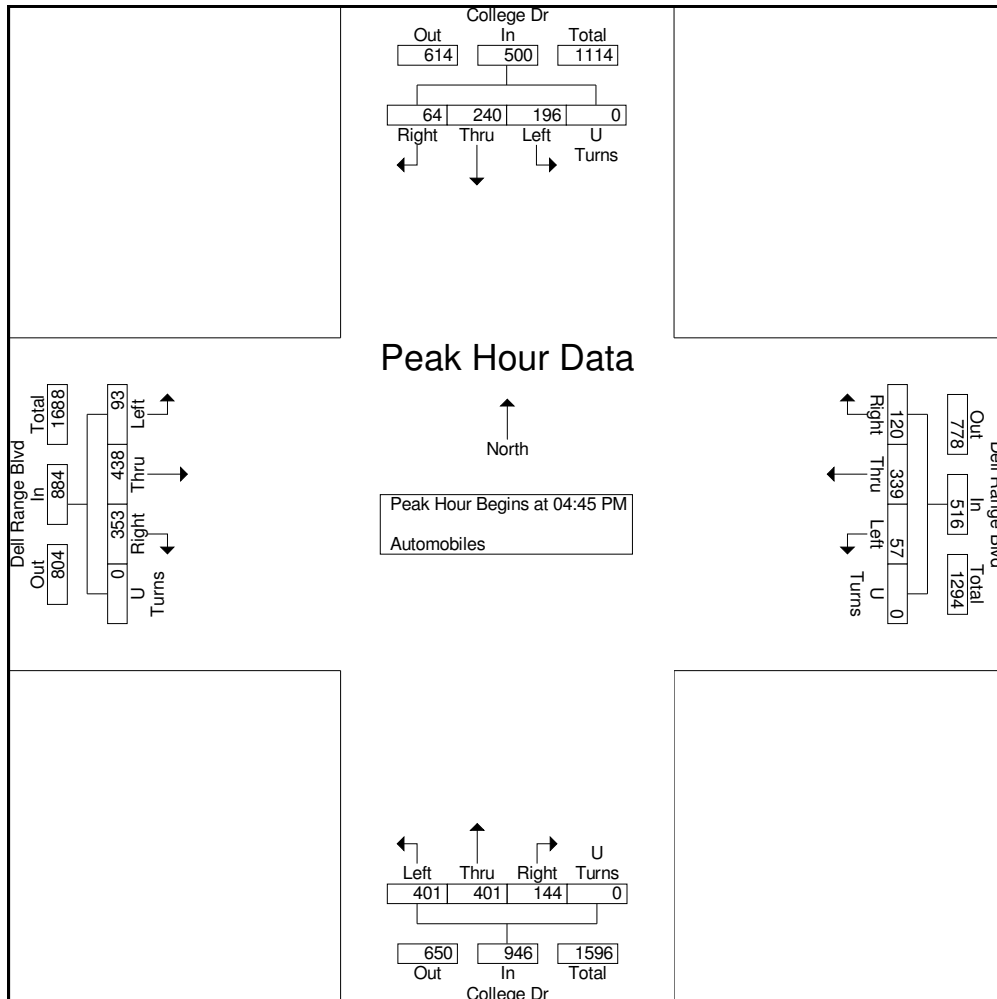 College Dr
Out In Total
614 500 1114
64 240 196 0
Right Thru Left U Turns
Peak Hour Data
North
Peak Hour Begins at 04:45 PM
Automobiles
Dell Range Blvd
Out In Total
804 884 1688
93 438 353 0
Left Thru Right U Turns
Dell Range Blvd
Out In Total
778 516 1294
120 339 57 0
Right Thru Left U Turns
Left Thru Right U Turns
401 401 144 0
650 946 1596
Out In Total
College Dr